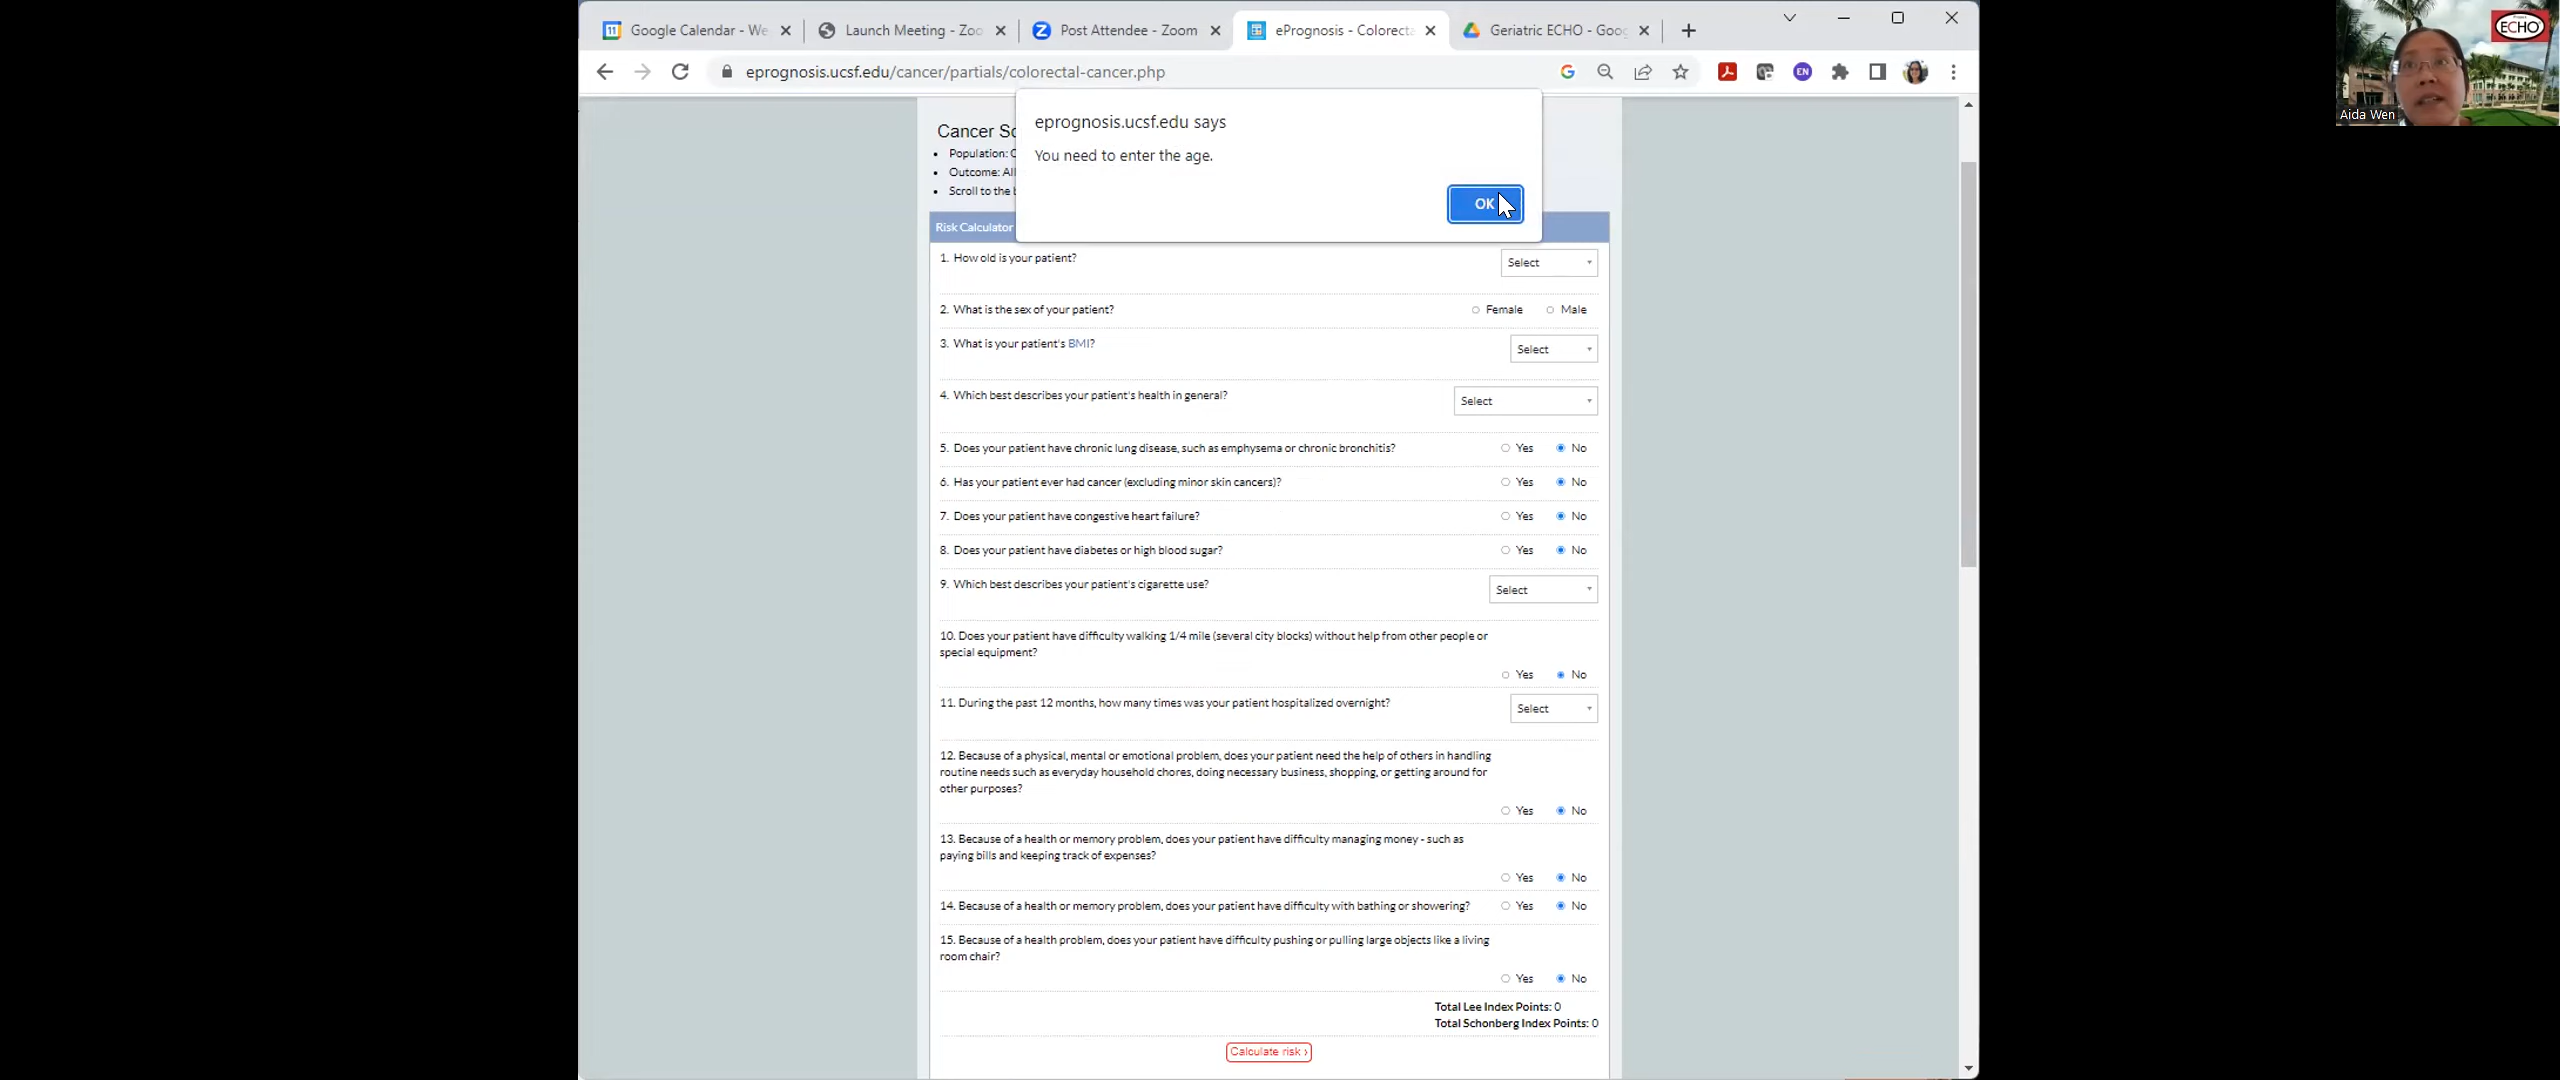 Google Calendar - We
Launch Meeting - Zoo
Post Attendee - Zoom
ePrognosis - Colorecta
Geriatric ECHO - Goog
eprognosis.ucsf.edu/cancer/partials/colorectal-cancer.php
EN
ECHO
Aida Wen
eprognosis.ucsf.edu says
You need to enter the age.
OK
Cancer Sc
Population: C
Outcome: All
Scroll to the b
Risk Calculator
1. How old is your patient?
Select
2. What is the sex of your patient?
Female Male
3. What is your patient's BMI?
Select
4. Which best describes your patient's health in general?
Select
5. Does your patient have chronic lung disease, such as emphysema or chronic bronchitis?
Yes No
6. Has your patient ever had cancer (excluding minor skin cancers)?
Yes No
7. Does your patient have congestive heart failure?
Yes No
8. Does your patient have diabetes or high blood sugar?
Yes No
9. Which best describes your patient's cigarette use?
Select
10. Does your patient have difficulty walking 1/4 mile (several city blocks) without help from other people or
special equipment?
Yes No
11. During the past 12 months, how many times was your patient hospitalized overnight?
Select
12. Because of a physical, mental or emotional problem, does your patient need the help of others in handling
routine needs such as everyday household chores, doing necessary business, shopping, or getting around for
other purposes?
Yes No
13. Because of a health or memory problem, does your patient have difficulty managing money - such as
paying bills and keeping track of expenses?
Yes No
14. Because of a health or memory problem, does your patient have difficulty with bathing or showering?
Yes No
15. Because of a health problem, does your patient have difficulty pushing or pulling large objects like a living
room chair?
Yes No
Total Lee Index Points: 0
Total Schonberg Index Points: 0
Calculate risk ›